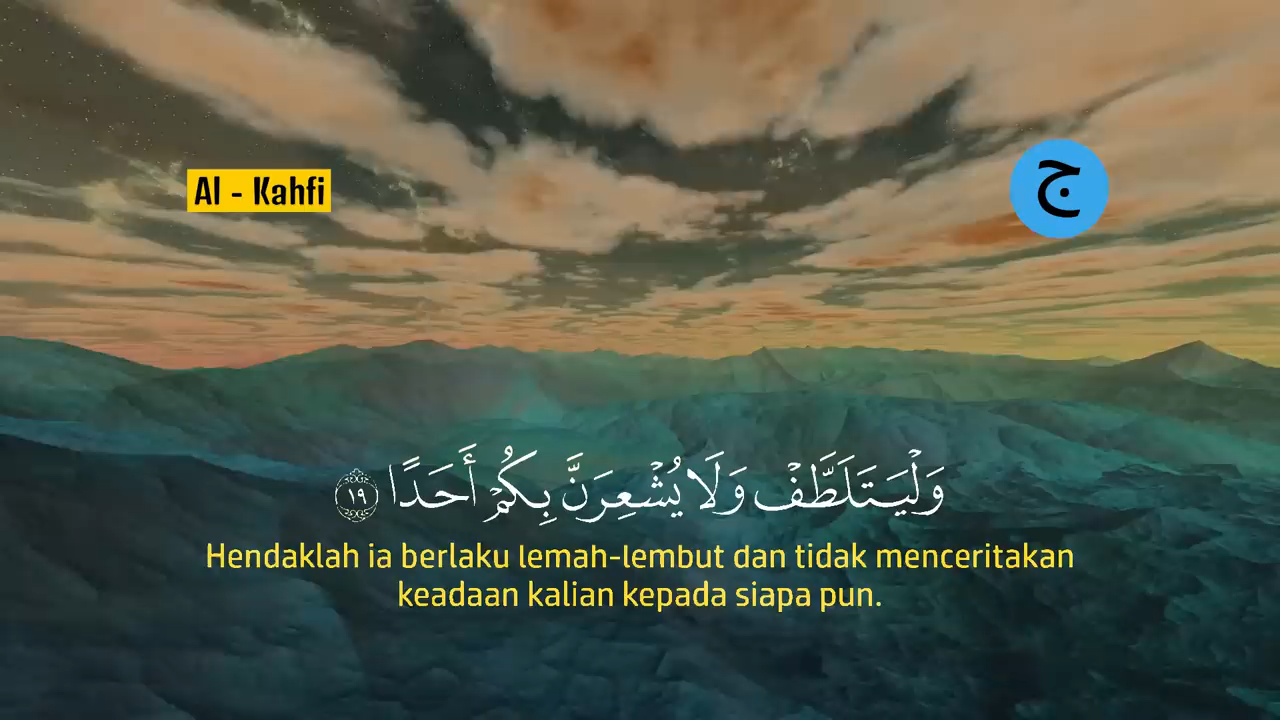 Al - Kahfi
ج
وَلْيَتَلَطَّفْ وَلَا يُشْعِرَنَّ بِكُمْ أَحَدًا ١٩
Hendaklah ia berlaku lemah-lembut dan tidak menceritakan
keadaan kalian kepada siapa pun.